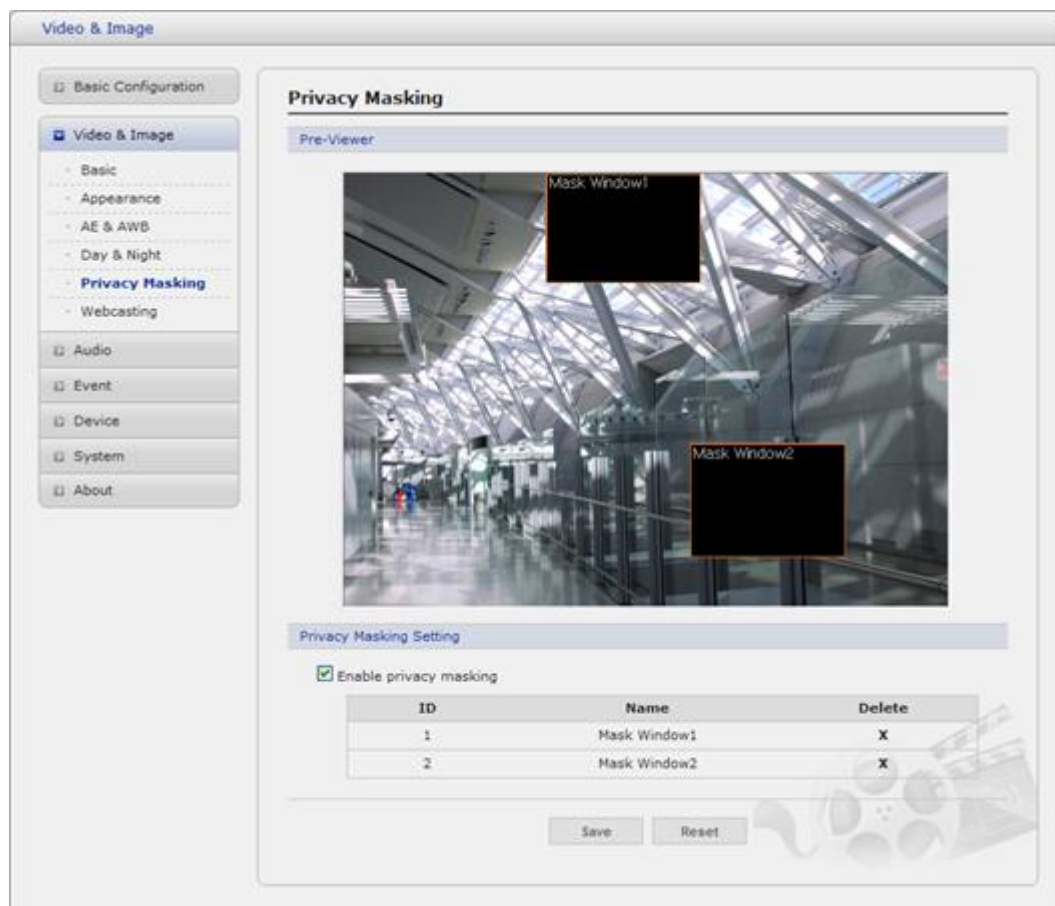 Video & Image
Basic Configuration
Video & Image
Basic
Appearance
AE & AWB
Day & Night
Privacy Masking
Webcasting
Audio
Event
Device
System
About
Privacy Masking
Pre-Viewer
Mask Window1
Mask Window2
Privacy Masking Setting
Enable privacy masking
ID Name Delete
1 Mask Window1 X
2 Mask Window2 X
Save Reset